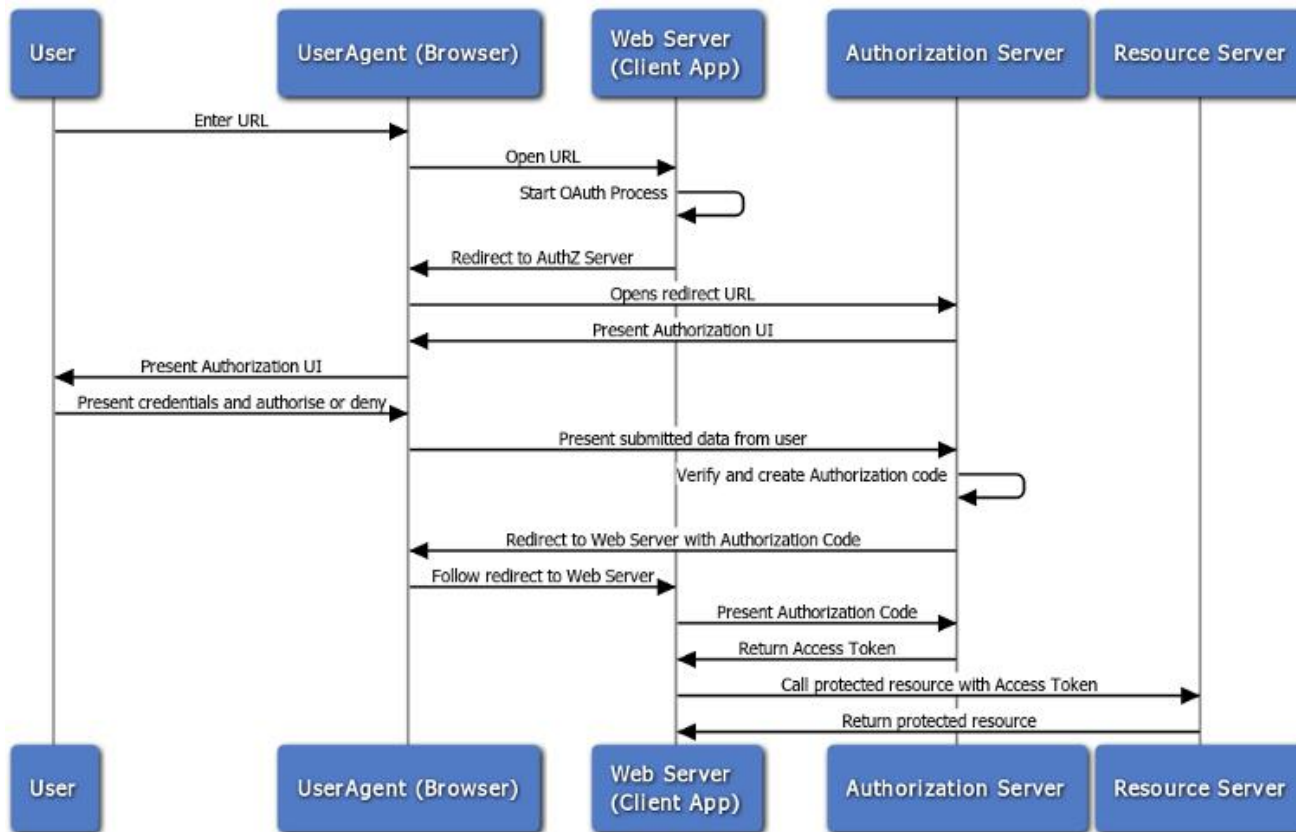 User
UserAgent (Browser)
Web Server
(Client App)
Authorization Server
Resource Server
Enter URL
Open URL
Start OAuth Process
Redirect to AuthZ Server
Opens redirect URL
Present Authorization UI
Present Authorization UI
Present credentials and authorise or deny
Present submitted data from user
Verify and create Authorization code
Redirect to Web Server with Authorization Code
Follow redirect to Web Server
Present Authorization Code
Return Access Token
Call protected resource with Access Token
Return protected resource
User
UserAgent (Browser)
Web Server
(Client App)
Authorization Server
Resource Server